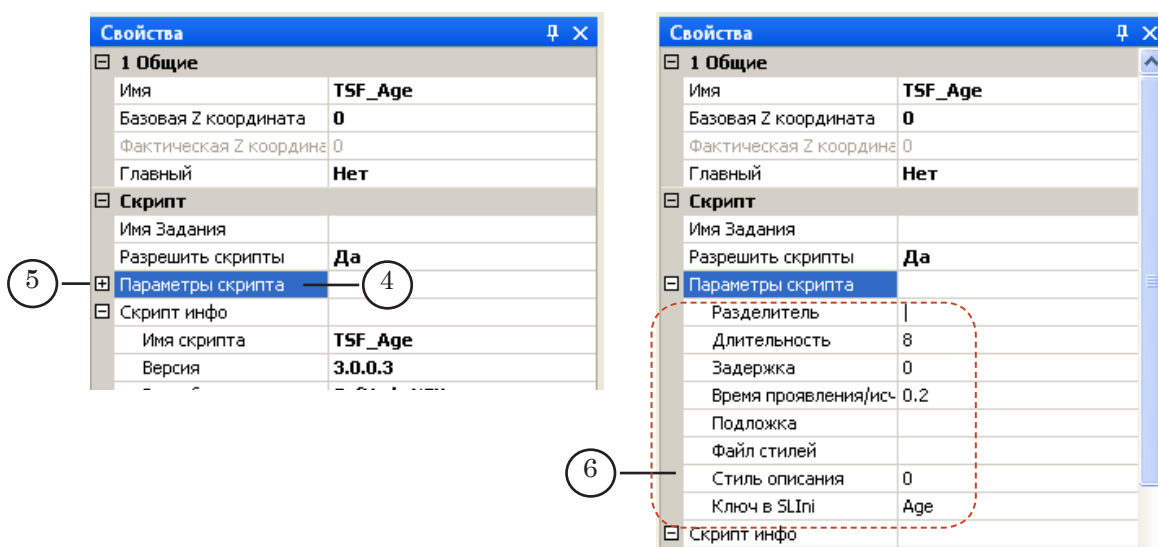 Свойства
1 Общие
Имя TSF_Age
Базовая Z координата 0
Фактическая Z координа 0
Главный Нет
Скрипт
Имя Задания
Разрешить скрипты Да
5 Параметры скрипта 4
Скрипт инфо
Имя скрипта TSF_Age
Версия 3.0.0.3
Свойства
1 Общие
Имя TSF_Age
Базовая Z координата 0
Фактическая Z координа 0
Главный Нет
Скрипт
Имя Задания
Разрешить скрипты Да
Параметры скрипта
Разделитель |
Длительность 8
Задержка 0
Время проявления/исч 0.2
Подложка
Файл стилей
6 Стиль описания 0
Ключ в SLIni Age
Скрипт инфо